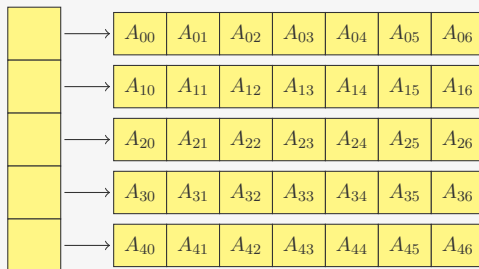 A₀₀ A₀₁ A₀₂ A₀₃ A₀₄ A₀₅ A₀₆
A₁₀ A₁₁ A₁₂ A₁₃ A₁₄ A₁₅ A₁₆
A₂₀ A₂₁ A₂₂ A₂₃ A₂₄ A₂₅ A₂₆
A₃₀ A₃₁ A₃₂ A₃₃ A₃₄ A₃₅ A₃₆
A₄₀ A₄₁ A₄₂ A₄₃ A₄₄ A₄₅ A₄₆